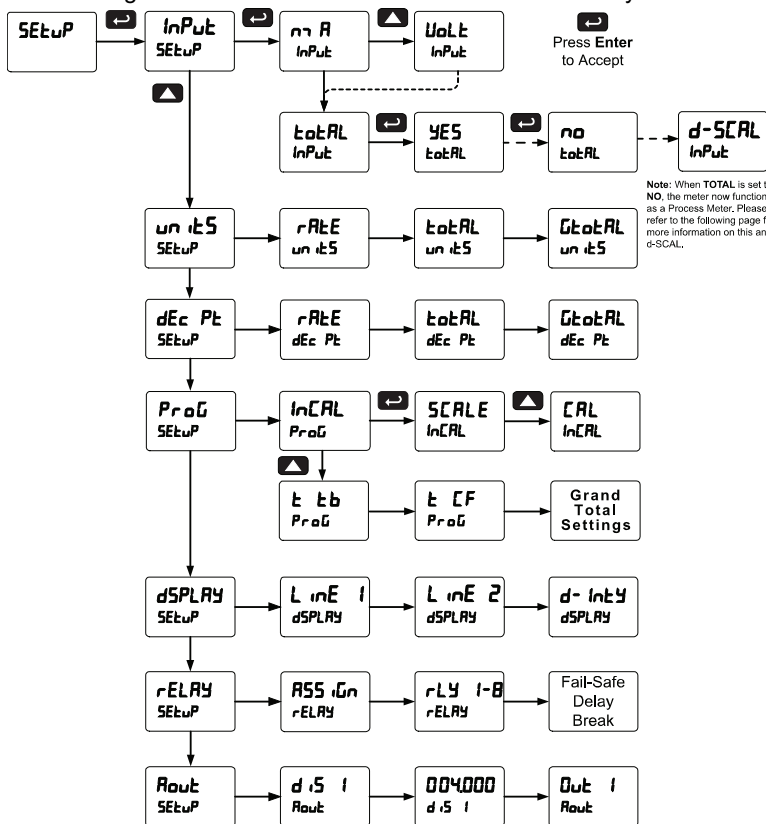 SEtuP
InPut
SEtuP
mA
InPut
VoLt
InPut
Press Enter
to Accept
totAL
InPut
YES
totAL
no
totAL
d-SCAL
InPut
Note: When TOTAL is set
NO, the meter now function
as a Process Meter. Please
refer to the following page
more information on this an
d-SCAL.
unitS
SEtuP
rAtE
unitS
totAL
unitS
GtotAL
unitS
dEc Pt
SEtuP
rAtE
dEc Pt
totAL
dEc Pt
GtotAL
dEc Pt
ProG
SEtuP
InCAL
ProG
SCALE
InCAL
CAL
InCAL
t tb
ProG
t CF
ProG
Grand
Total
Settings
dSPLAY
SEtuP
LinE 1
dSPLAY
LinE 2
dSPLAY
d-IntY
dSPLAY
rELAY
SEtuP
ASSiGn
rELAY
rLY 1-8
rELAY
Fail-Safe
Delay
Break
Aout
SEtuP
diS 1
Aout
004.000
diS 1
Out 1
Aout